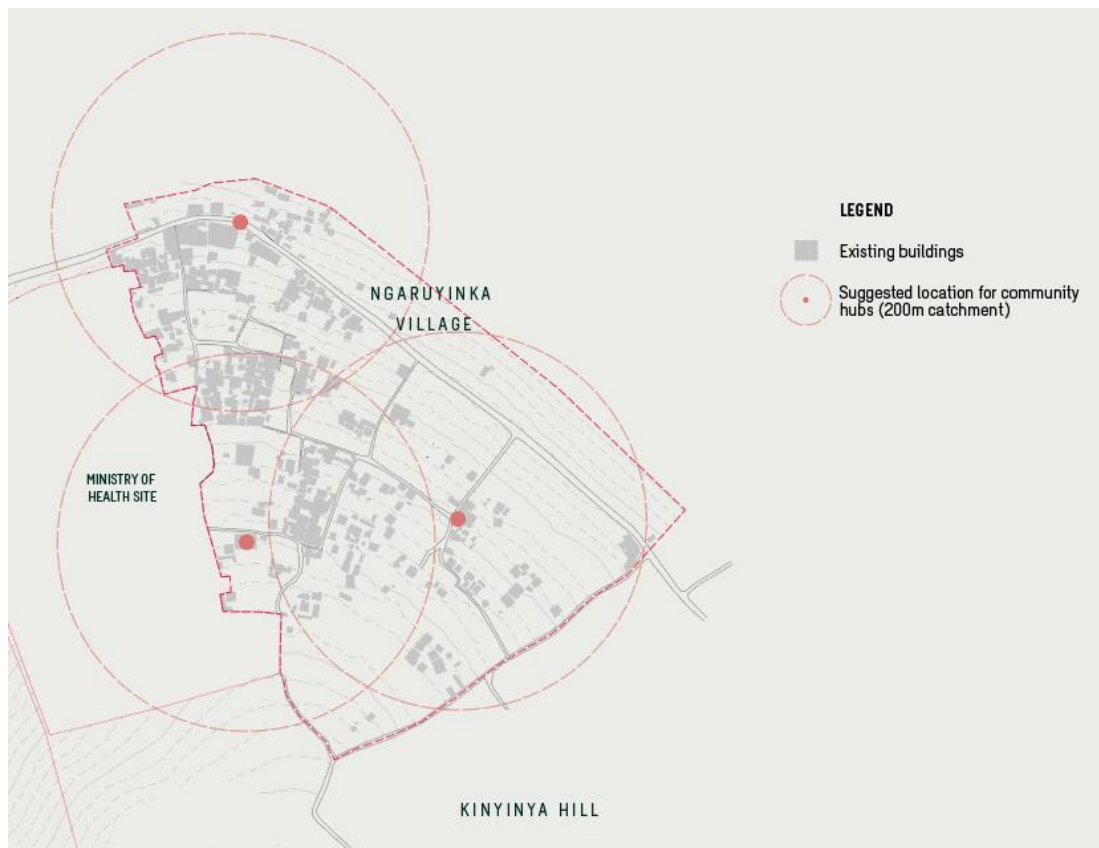 NGARUYINKA
VILLAGE
MINISTRY OF
HEALTH SITE
KINYINYA HILL
LEGEND
Existing buildings
Suggested location for community
hubs (200m catchment)